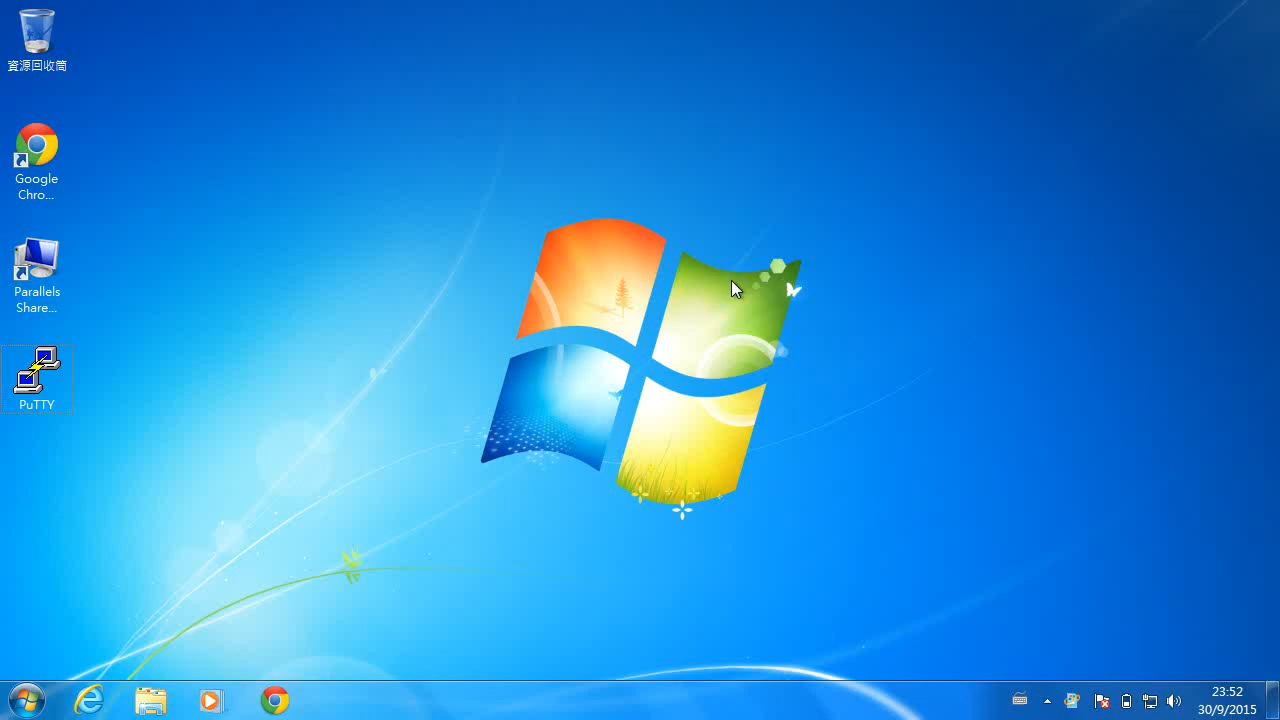 資源回收筒
Google
Chro...
Parallels
Share...
PuTTY
23:52
30/9/2015